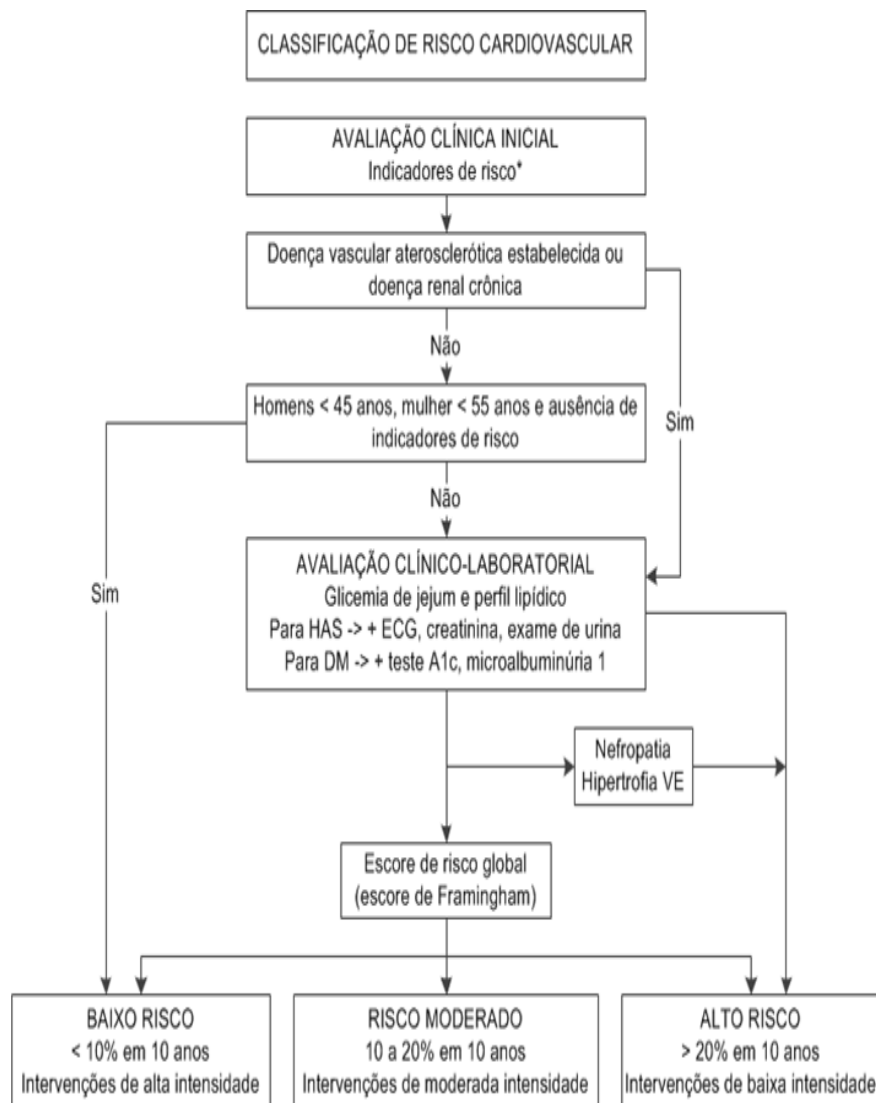 CLASSIFICAÇÃO DE RISCO CARDIOVASCULAR
AVALIAÇÃO CLÍNICA INICIAL
Indicadores de risco*
Doença vascular aterosclerótica estabelecida ou
doença renal crônica
Não
Homens < 45 anos, mulher < 55 anos e ausência de
indicadores de risco
Sim
Não
AVALIAÇÃO CLÍNICO-LABORATORIAL
Glicemia de jejum e perfil lipídico
Para HAS -> + ECG, creatinina, exame de urina
Para DM -> + teste A1c, microalbuminúria 1
Sim
Nefropatia
Hipertrofia VE
Escore de risco global
(escore de Framingham)
BAIXO RISCO
< 10% em 10 anos
Intervenções de alta intensidade
RISCO MODERADO
10 a 20% em 10 anos
Intervenções de moderada intensidade
ALTO RISCO
> 20% em 10 anos
Intervenções de baixa intensidade